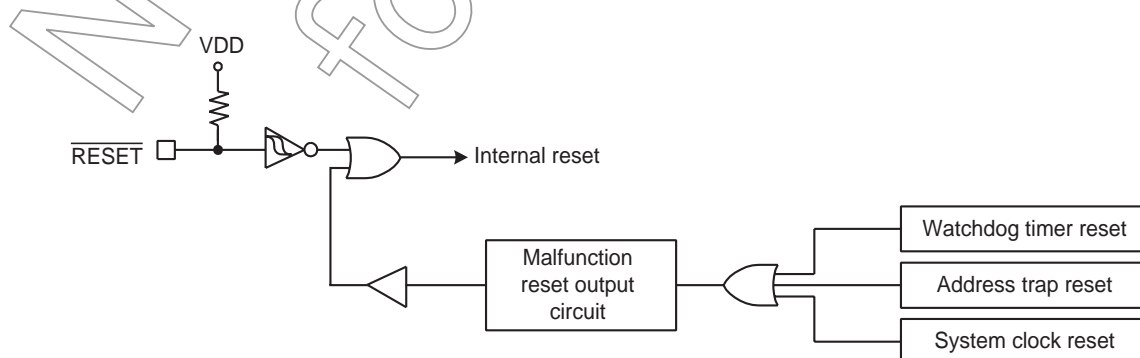 VDD
RESET
Internal reset
Watchdog timer reset
Malfunction
reset output
circuit
Address trap reset
System clock reset